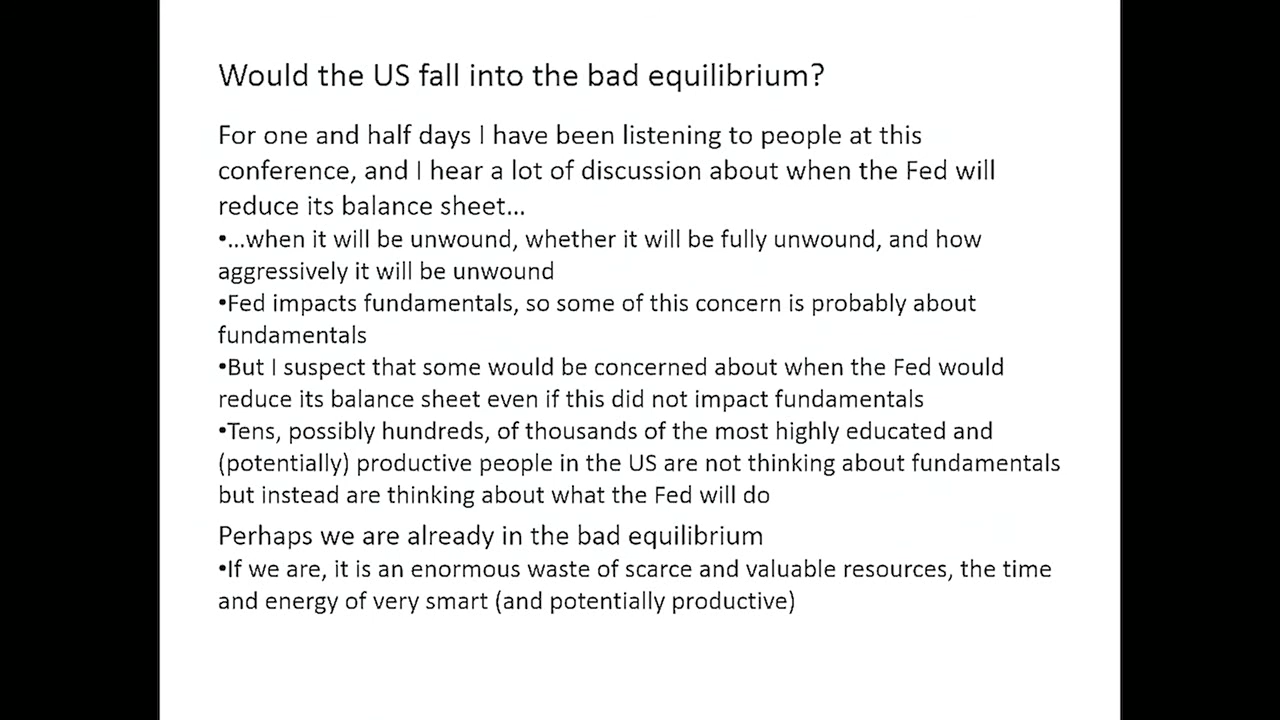 Would the US fall into the bad equilibrium?
For one and half days I have been listening to people at this
conference, and I hear a lot of discussion about when the Fed will
reduce its balance sheet…
•…when it will be unwound, whether it will be fully unwound, and how
aggressively it will be unwound
•Fed impacts fundamentals, so some of this concern is probably about
fundamentals
•But I suspect that some would be concerned about when the Fed would
reduce its balance sheet even if this did not impact fundamentals
•Tens, possibly hundreds, of thousands of the most highly educated and
(potentially) productive people in the US are not thinking about fundamentals
but instead are thinking about what the Fed will do
Perhaps we are already in the bad equilibrium
•If we are, it is an enormous waste of scarce and valuable resources, the time
and energy of very smart (and potentially productive)